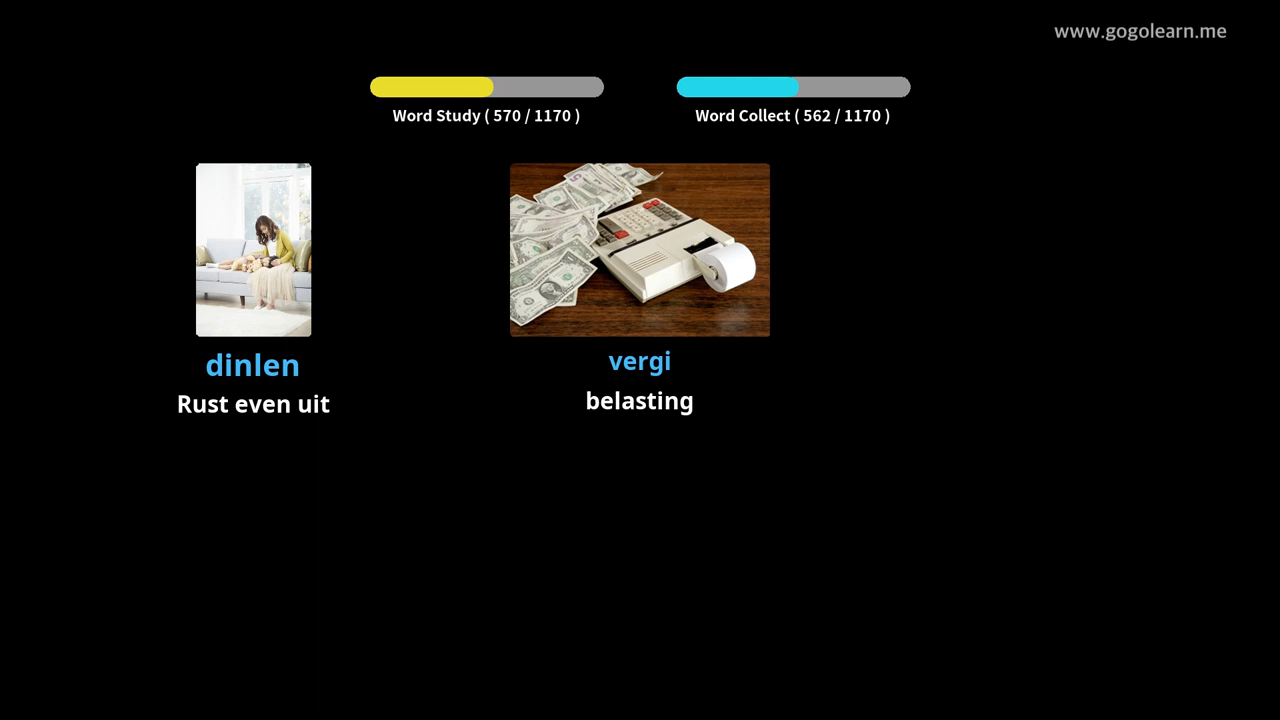 www.gogolearn.me
Word Study ( 570 / 1170 )
Word Collect ( 562 / 1170 )
dinlen
Rust even uit
vergi
belasting